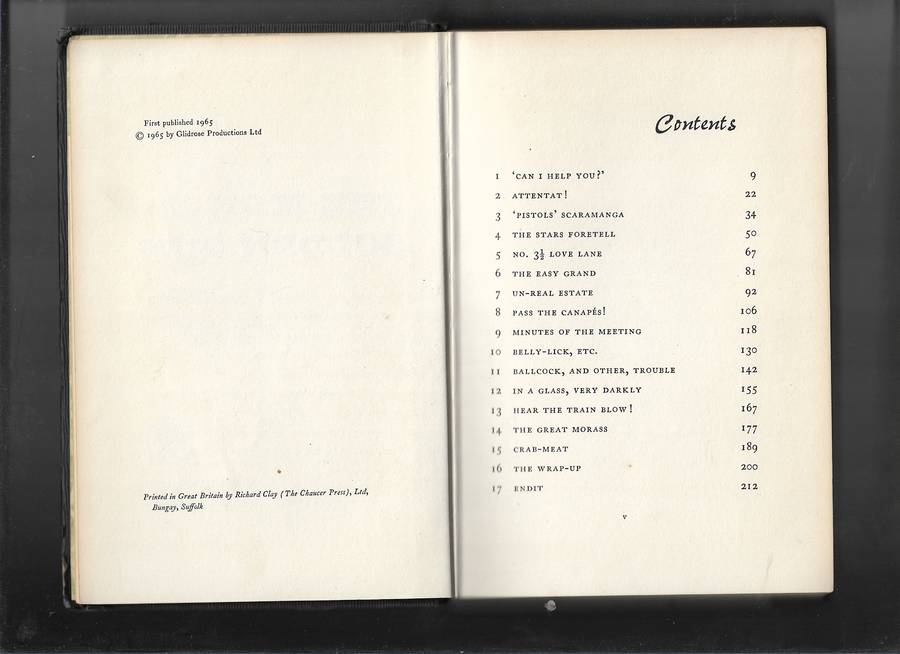 First published 1965
© 1965 by Glidrose Productions Ltd
Printed in Great Britain by Richard Clay (The Chaucer Press), Ltd,
Bungay, Suffolk
Contents
1 ‘CAN I HELP YOU?’ 9
2 ATTENTAT! 22
3 ‘PISTOLS’ SCARAMANGA 34
4 THE STARS FORETELL 50
5 NO. 3½ LOVE LANE 67
6 THE EASY GRAND 81
7 UN-REAL ESTATE 92
8 PASS THE CANAPÉS! 106
9 MINUTES OF THE MEETING 118
10 BELLY-LICK, ETC. 130
11 BALLCOCK, AND OTHER, TROUBLE 142
12 IN A GLASS, VERY DARKLY 155
13 HEAR THE TRAIN BLOW! 167
14 THE GREAT MORASS 177
15 CRAB-MEAT 189
16 THE WRAP-UP 200
17 ENDIT 212
v